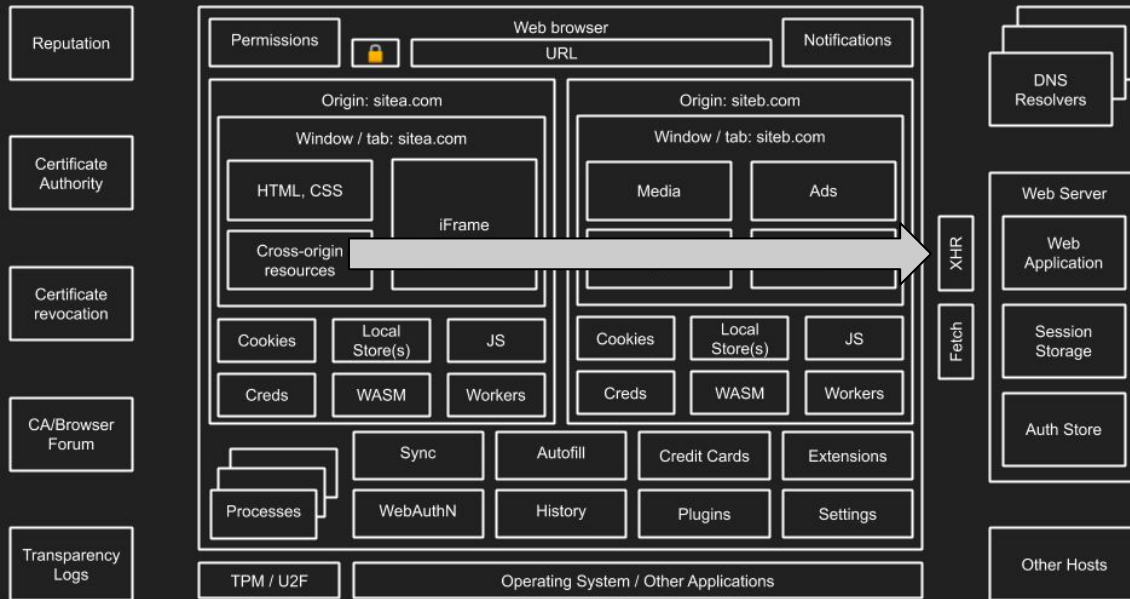 Reputation
Certificate
Authority
Certificate
revocation
CA/Browser
Forum
Transparency
Logs
Web browser
Permissions
URL
Notifications
Origin: sitea.com
Window / tab: sitea.com
HTML, CSS
iFrame
Cross-origin
resources
Cookies
Local
Store(s)
JS
Creds
WASM
Workers
Origin: siteb.com
Window / tab: siteb.com
Media
Ads
Cookies
Local
Store(s)
JS
Creds
WASM
Workers
Processes
Sync
Autofill
Credit Cards
Extensions
WebAuthN
History
Plugins
Settings
TPM / U2F
Operating System / Other Applications
XHR
Fetch
DNS
Resolvers
Web Server
Web
Application
Session
Storage
Auth Store
Other Hosts